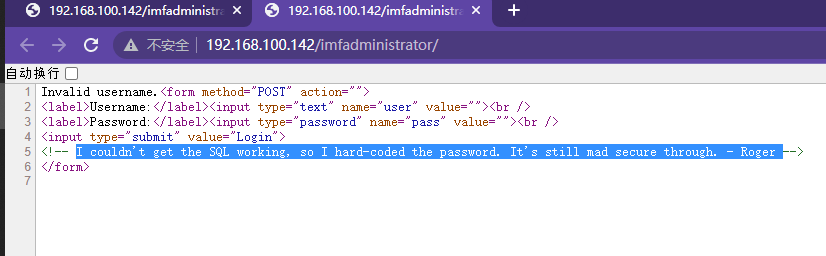 192.168.100.142/imfadministra
192.168.100.142/imfadministra
不安全 192.168.100.142/imfadministrator/
自动换行
1 Invalid username.<form method="POST" action="">
2 <label>Username:</label><input type="text" name="user" value=""><br />
3 <label>Password:</label><input type="password" name="pass" value=""><br />
4 <input type="submit" value="Login">
5 <!-- I couldn't get the SQL working, so I hard-coded the password. It's still mad secure through. - Roger -->
6 </form>
7